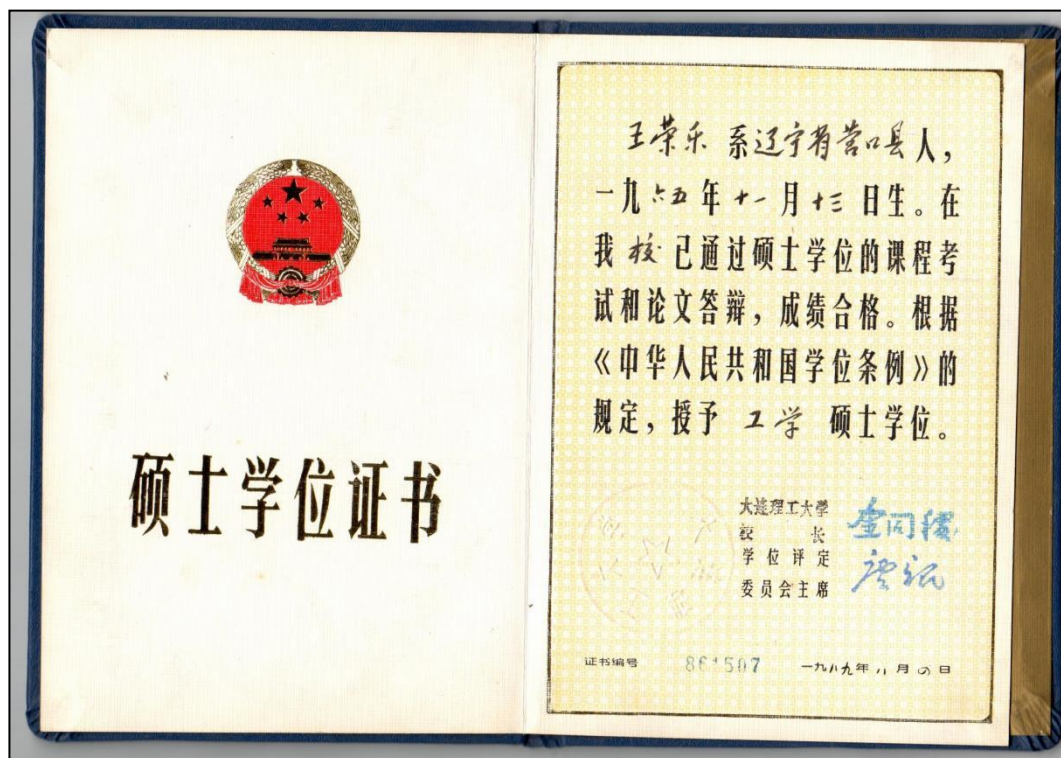 硕士学位证书
王荣乐 系辽宁省营口县人，
一九六五年十一月十三日生。在
我校已通过硕士学位的课程考
试和论文答辩，成绩合格。根据
《中华人民共和国学位条例》的
规定，授予 工学 硕士学位。
大连理工大学
校长
学位评定
委员会主席
证书编号 一九八九年八月 日